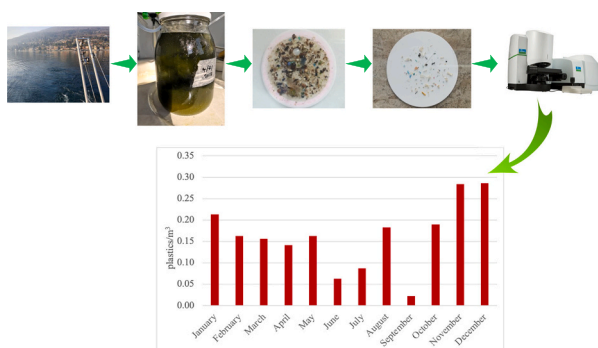 0.35
0.30
0.25
0.20
0.15
0.10
0.05
0.00
plastics/m³
January
February
March
April
May
June
July
August
September
October
November
December